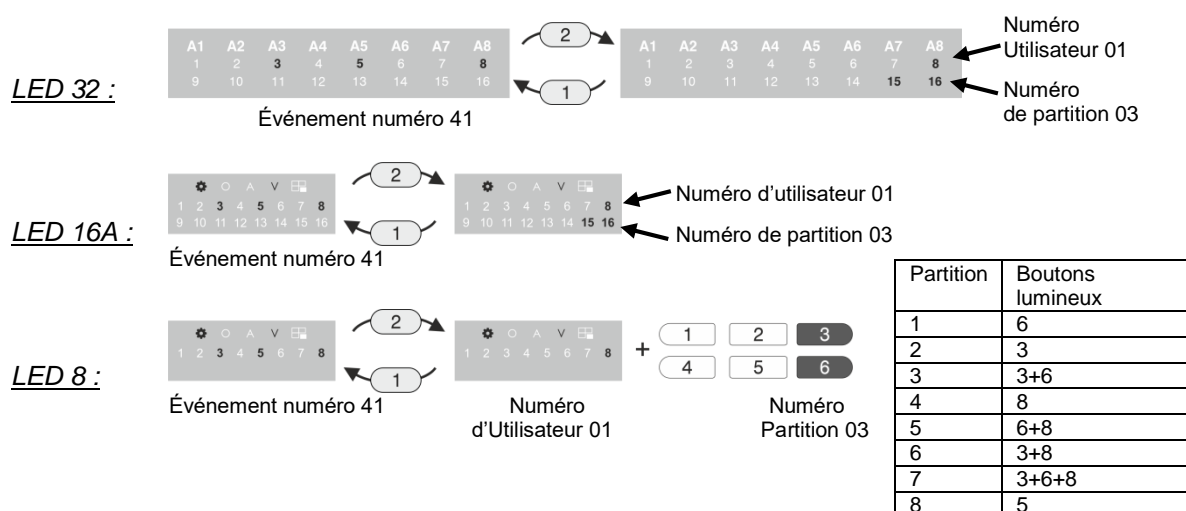 LED 32 :
A1 A2 A3 A4 A5 A6 A7 A8
1 2 3 4 5 6 7 8
9 10 11 12 13 14 15 16
Événement numéro 41
2
1
A1 A2 A3 A4 A5 A6 A7 A8
1 2 3 4 5 6 7 8
9 10 11 12 13 14 15 16
Numéro
Utilisateur 01
Numéro
de partition 03
LED 16A :
O A V
1 2 3 4 5 6 7 8
9 10 11 12 13 14 15 16
Événement numéro 41
2
1
O A V
1 2 3 4 5 6 7 8
9 10 11 12 13 14 15 16
Numéro d’utilisateur 01
Numéro de partition 03
LED 8 :
O A V
1 2 3 4 5 6 7 8
Événement numéro 41
2
1
O A V
1 2 3 4 5 6 7 8
Numéro
d’Utilisateur 01
+
1 2 3
4 5 6
Numéro
Partition 03
Partition Boutons
lumineux
1 6
2 3
3 3+6
4 8
5 6+8
6 3+8
7 3+6+8
8 5